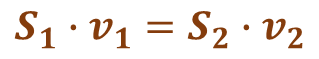 S₁ · v₁ = S₂ · v₂